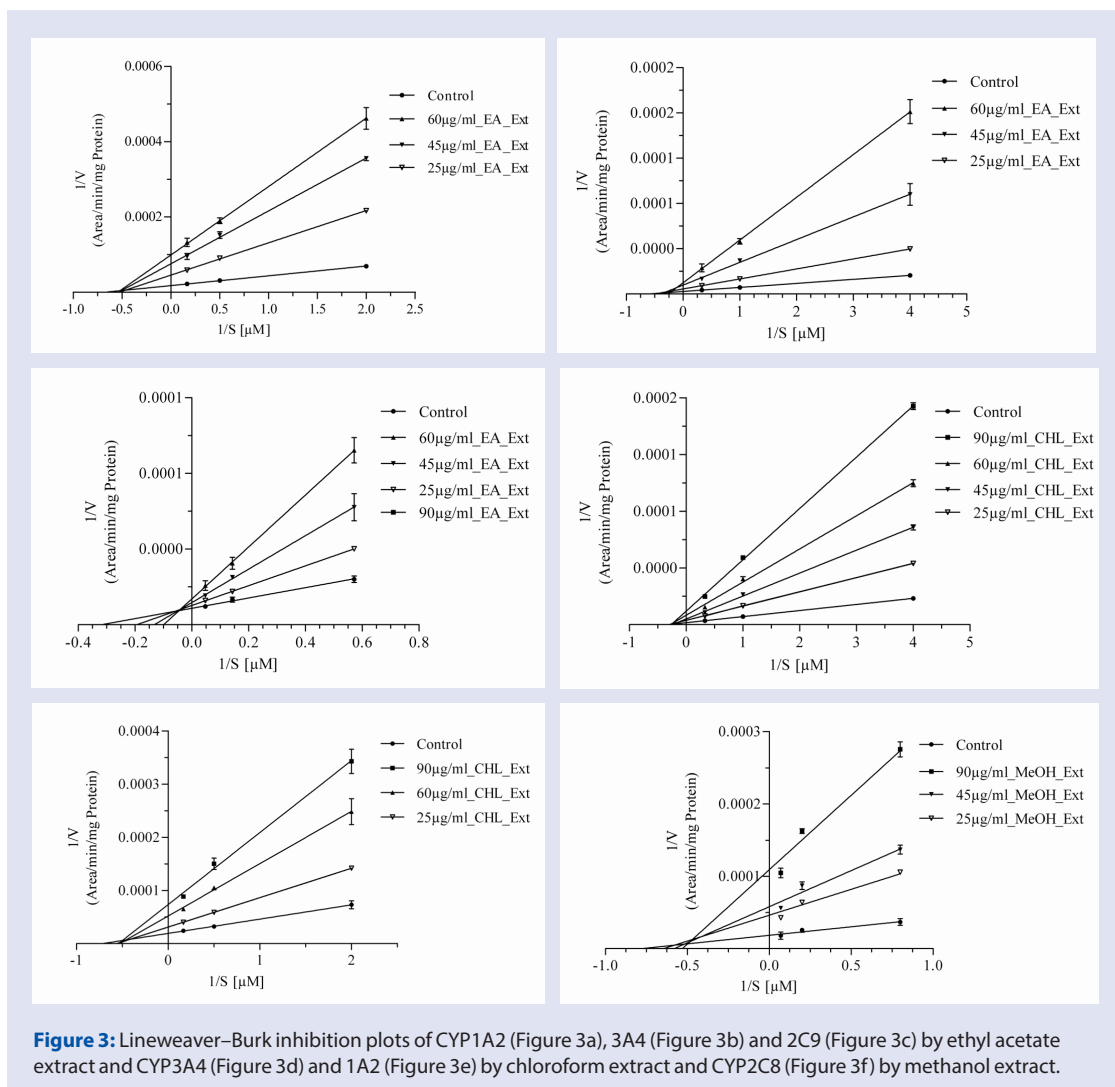 0.0006
0.0004
0.0002
1/V
(Area/min/mg Protein)
-1.0 -0.5 0.0 0.5 1.0 1.5 2.0 2.5
1/S [µM]
Control
60µg/ml_EA_Ext
45µg/ml_EA_Ext
25µg/ml_EA_Ext
0.0002
0.0002
0.0001
0.0001
0.0000
1/V
(Area/min/mg Protein)
-1 0 1 2 3 4 5
1/S [µM]
Control
60µg/ml_EA_Ext
45µg/ml_EA_Ext
25µg/ml_EA_Ext
0.0001
0.0001
0.0000
1/V
(Area/min/mg Protein)
-0.4 -0.2 0.0 0.2 0.4 0.6 0.8
1/S [µM]
Control
60µg/ml_EA_Ext
45µg/ml_EA_Ext
25µg/ml_EA_Ext
90µg/ml_EA_Ext
0.0002
0.0001
0.0001
0.0000
1/V
(Area/min/mg Protein)
-1 0 1 2 3 4 5
1/S [µM]
Control
90µg/ml_CHL_Ext
60µg/ml_CHL_Ext
45µg/ml_CHL_Ext
25µg/ml_CHL_Ext
0.0004
0.0003
0.0002
0.0001
1/V
(Area/min/mg Protein)
-1 0 1 2
1/S [µM]
Control
90µg/ml_CHL_Ext
60µg/ml_CHL_Ext
25µg/ml_CHL_Ext
0.0003
0.0002
0.0001
1/V
(Area/min/mg Protein)
-1.0 -0.5 0.0 0.5 1.0
1/S [µM]
Control
90µg/ml_MeOH_Ext
45µg/ml_MeOH_Ext
25µg/ml_MeOH_Ext
Figure 3: Lineweaver–Burk inhibition plots of CYP1A2 (Figure 3a), 3A4 (Figure 3b) and 2C9 (Figure 3c) by ethyl acetate
extract and CYP3A4 (Figure 3d) and 1A2 (Figure 3e) by chloroform extract and CYP2C8 (Figure 3f) by methanol extract.